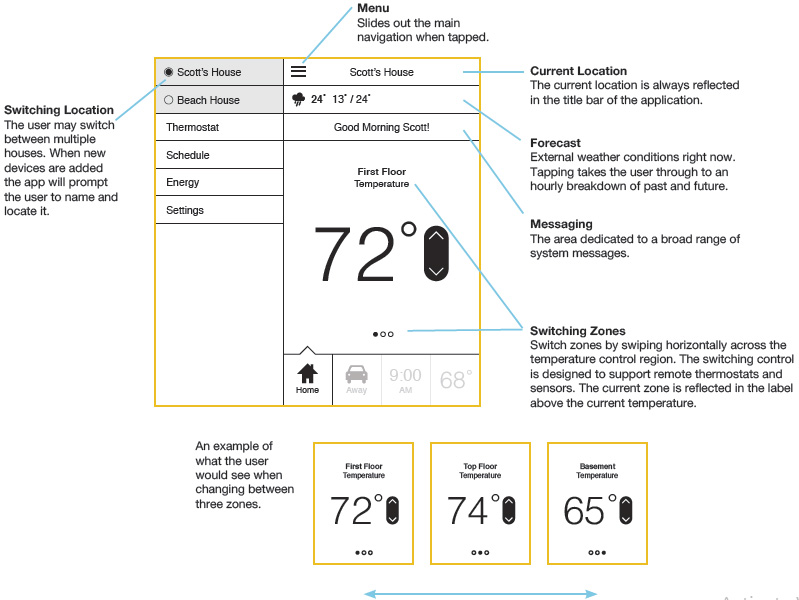 Menu
Slides out the main
navigation when tapped.
Scott's House
Scott's House
Current Location
The current location is always reflected
in the title bar of the application.
Switching Location
The user may switch
between multiple
houses. When new
devices are added
the app will prompt
the user to name and
locate it.
Beach House
24° 13° / 24°
Thermostat
Good Morning Scott!
Schedule
Energy
Settings
Forecast
External weather conditions right now.
Tapping takes the user through to an
hourly breakdown of past and future.
First Floor
Temperature
72°
Messaging
The area dedicated to a broad range of
system messages.
Switching Zones
Switch zones by swiping horizontally across the
temperature control region. The switching control
is designed to support remote thermostats and
sensors. The current zone is reflected in the label
above the current temperature.
Home
Away
9:00
AM
68°
An example of
what the user
would see when
changing between
three zones.
First Floor
Temperature
72°
Top Floor
Temperature
74°
Basement
Temperature
65°